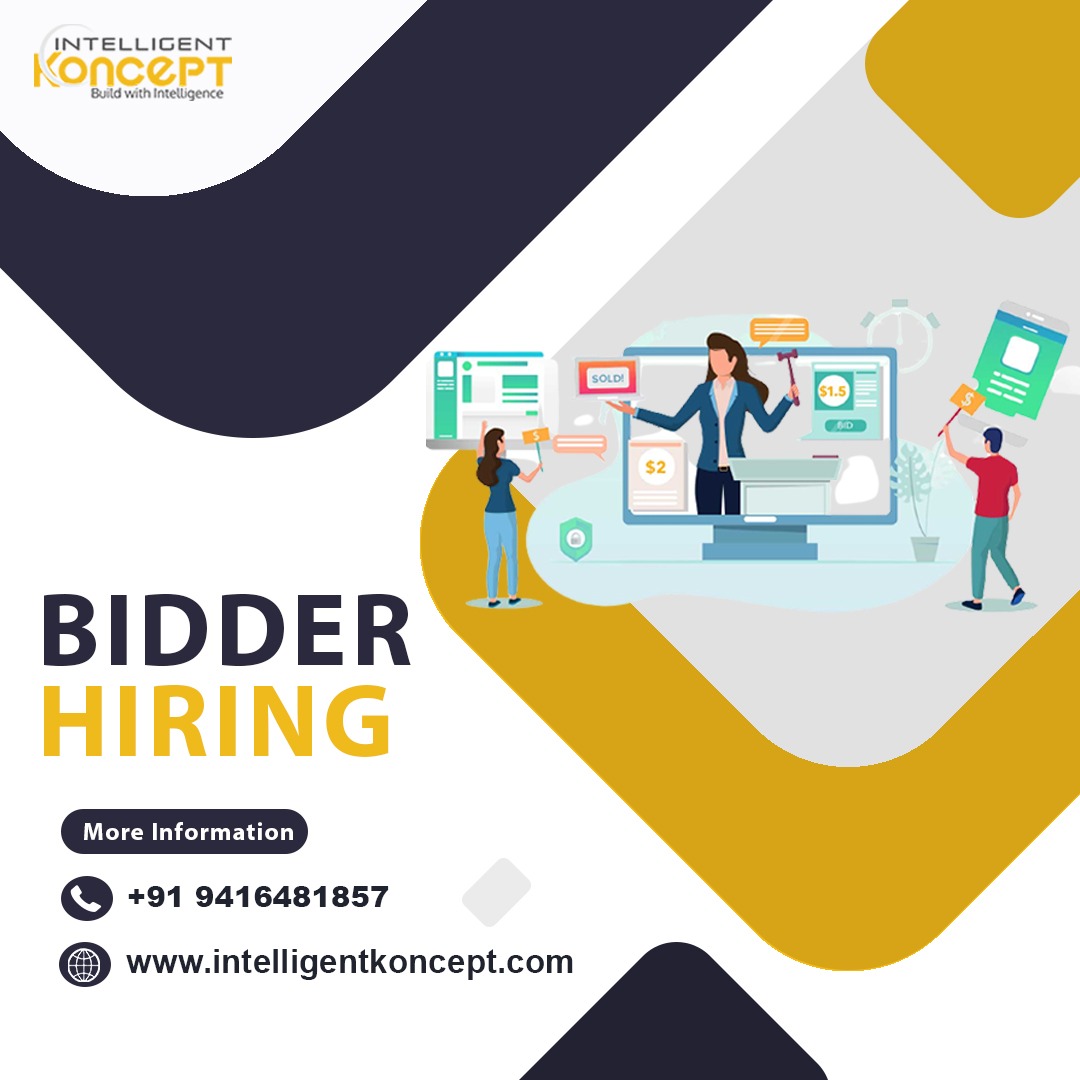 INTELLIGENT
KONCEPT
Build with Intelligence
SOLD!
$1.5
BID
$
$2
$
BIDDER
HIRING
More Information
+91 9416481857
www.intelligentkoncept.com